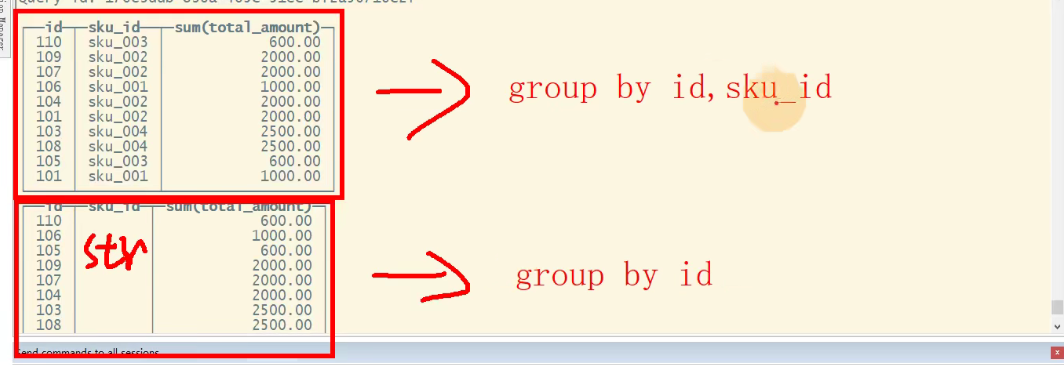 id sku_id sum(total_amount)
110 sku_003 600.00
109 sku_002 2000.00
107 sku_002 2000.00
106 sku_001 1000.00
104 sku_002 2000.00
101 sku_002 2000.00
103 sku_004 2500.00
108 sku_004 2500.00
105 sku_003 600.00
101 sku_001 1000.00
group by id,sku_id
id sku_id sum(total_amount)
110 600.00
106 1000.00
105 600.00
109 2000.00
107 2000.00
104 2000.00
103 2500.00
108 2500.00
str
group by id
Send commands to all sessions